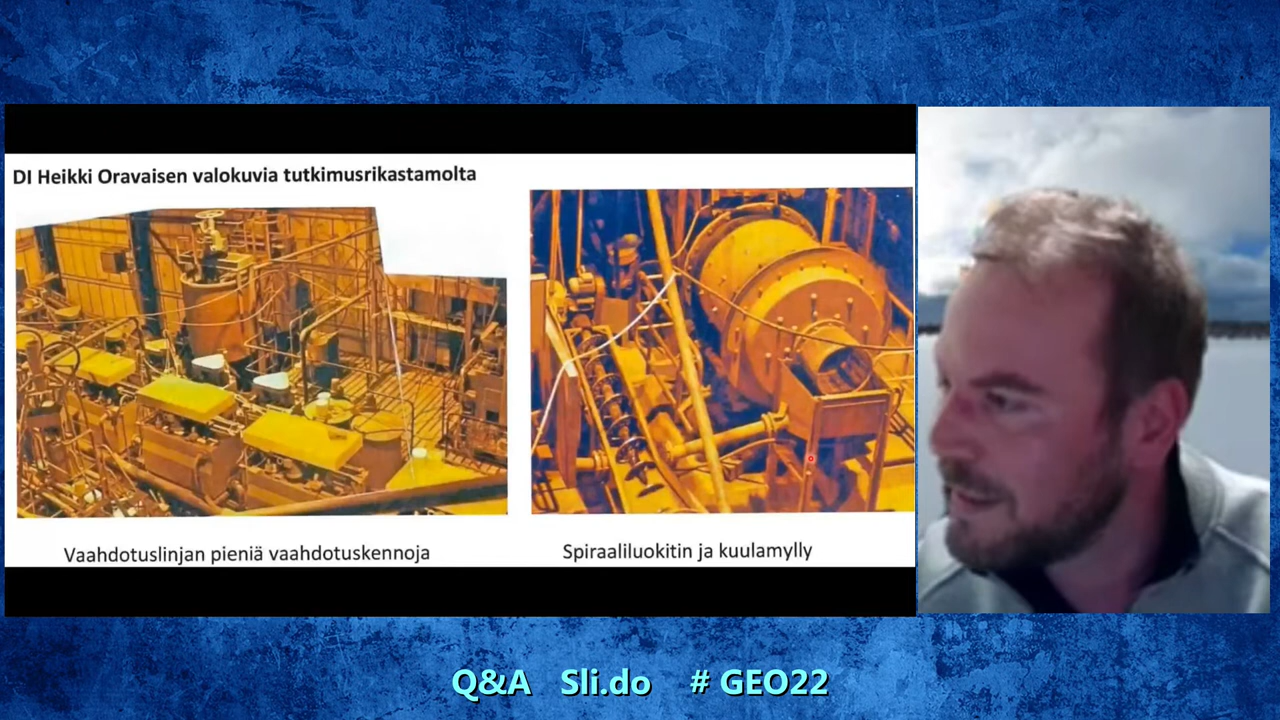 DI Heikki Oravaisen valokuvia tutkimusrikastamolta
Vaahdotuslinjan pieniä vaahdotuskennoja
Spiraaliluokitin ja kuulamylly
Q&A Sli.do # GEO22